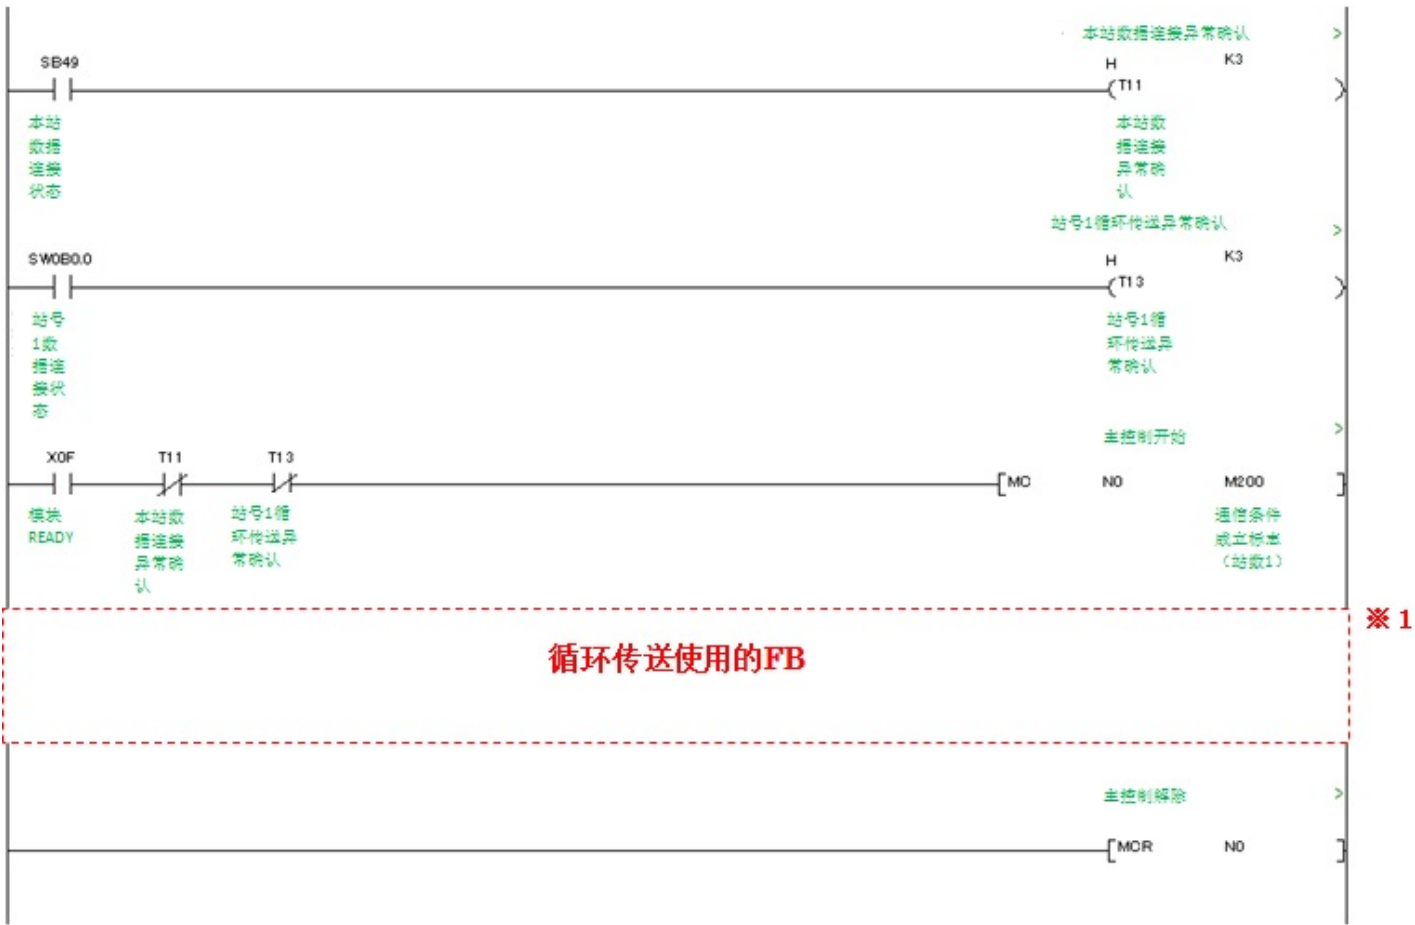 本站数据连接异常确认 >
SB49
H K3
T11
本站
数据
连接
状态
本站数
据连接
异常确
认
站号1循环传送异常确认 >
SW0B0.0
H K3
T13
站号
1数
据连
接状
态
站号1循
环传送异
常确认
主控制开始 >
X0F T11 T13
MC N0 M200
模块
READY
本站数
据连接
异常确
认
站号1循
环传送异
常确认
通信条件
成立标志
（站数1）
※1
循环传送使用的FB
主控制解除 >
MCR N0